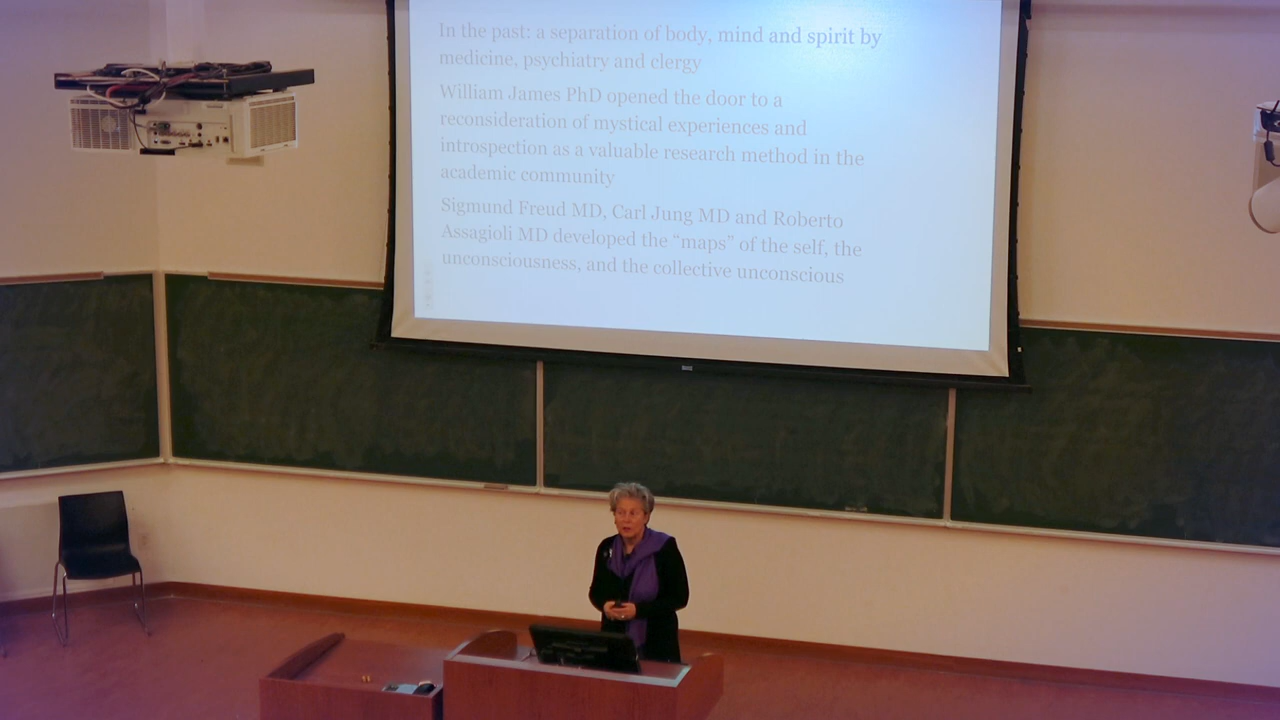 In the past: a separation of body, mind and spirit by
medicine, psychiatry and clergy
William James PhD opened the door to a
reconsideration of mystical experiences and
introspection as a valuable research method in the
academic community
Sigmund Freud MD, Carl Jung MD and Roberto
Assagioli MD developed the “maps” of the self, the
unconsciousness, and the collective unconscious